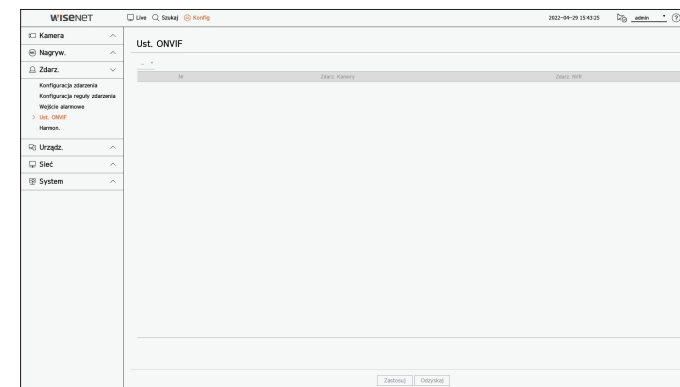 WISENET
Live Szukaj Konfig 2022-04-29 15:43:25 admin ?
Kamera
Nagryw.
Zdarz.
Konfiguracja zdarzenia
Konfiguracja reguły zdarzenia
Wejście alarmowe
> Ust. ONVIF
Harmon.
Urządz.
Sieć
System
Ust. ONVIF
Nr Zdarz. Kamery Zdarz. NVR
Zastosuj Odzyskaj